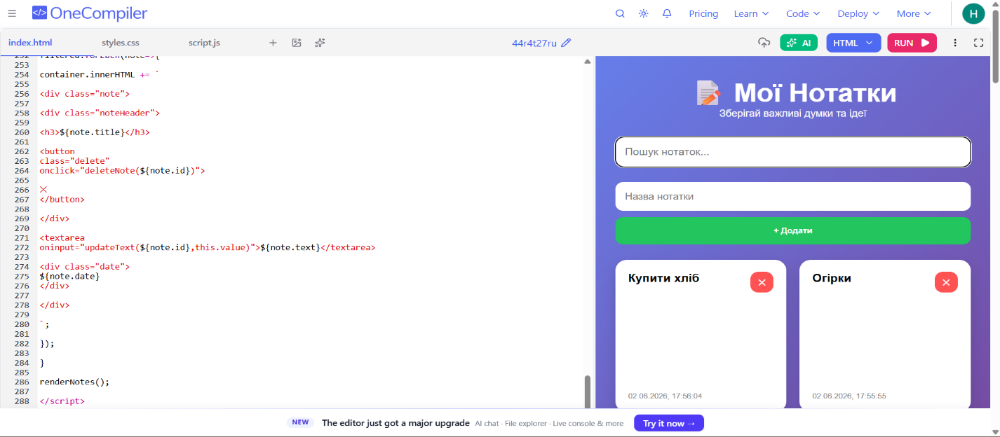 OneCompiler
Pricing
Learn
Code
Deploy
More
H
index.html
styles.css
script.js
44r4t27ru
AI
HTML
RUN
252 filtered.forEach(note=>{
253
254 container.innerHTML += `
255
256 <div class="note">
257
258 <div class="noteHeader">
259
260 <h3>${note.title}</h3>
261
262 <button
263 class="delete"
264 onclick="deleteNote(${note.id})">
265
266 ✕
267 </button>
268
269 </div>
270
271 <textarea
272 oninput="updateText(${note.id},this.value)">${note.text}</textarea>
273
274 <div class="date">
275 ${note.date}
276 </div>
277
278 </div>
279
280 `;
281
282 });
283
284 }
285
286 renderNotes();
287
288 </script>
Мої Нотатки
Зберігай важливі думки та ідеї
Пошук нотаток...
Назва нотатки
+ Додати
Купити хліб
✕
02.06.2026, 17:56:04
Огірки
✕
02.06.2026, 17:55:55
NEW The editor just got a major upgrade AI chat · File explorer · Live console & more Try it now →